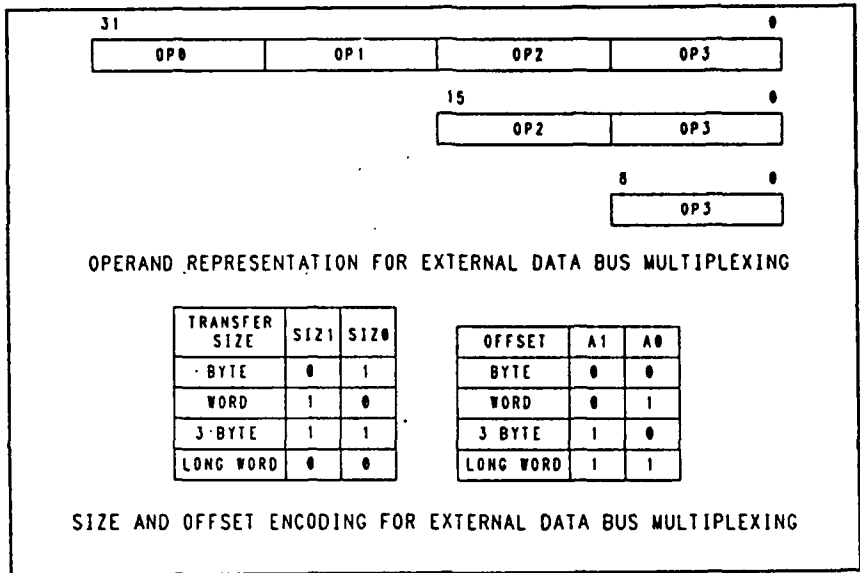 31 0
OP0 OP1 OP2 OP3
15 0
OP2 OP3
8 0
OP3
OPERAND REPRESENTATION FOR EXTERNAL DATA BUS MULTIPLEXING
TRANSFER SIZE SIZ1 SIZ0
BYTE 0 1
WORD 1 0
3-BYTE 1 1
LONG WORD 0 0
OFFSET A1 A0
BYTE 0 0
WORD 0 1
3 BYTE 1 0
LONG WORD 1 1
SIZE AND OFFSET ENCODING FOR EXTERNAL DATA BUS MULTIPLEXING